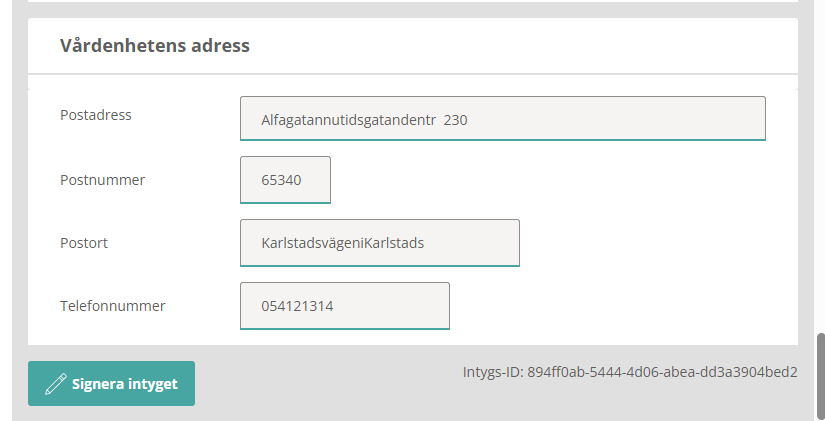 Vårdenhetens adress
Postadress
Alfagatannutidsgatandentr 230
Postnummer
65340
Postort
KarlstadsvägeniKarlstads
Telefonnummer
054121314
Signera intyget
Intygs-ID: 894ff0ab-5444-4d06-abea-dd3a3904bed2